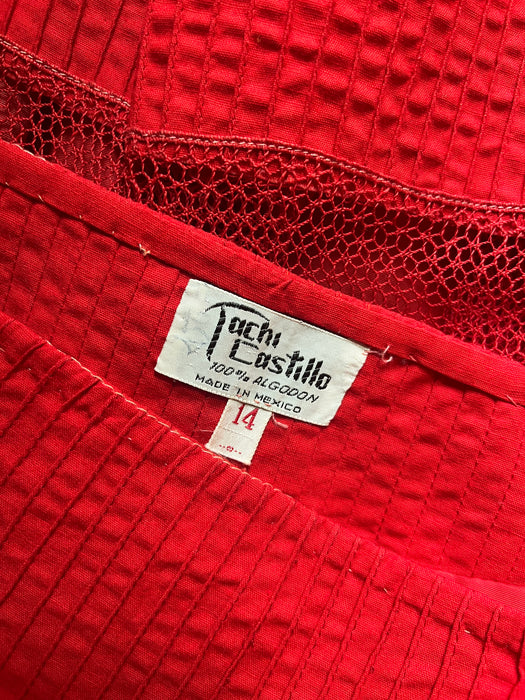 Tachi
Castillo
100% ALGODON
MADE IN MEXICO
14